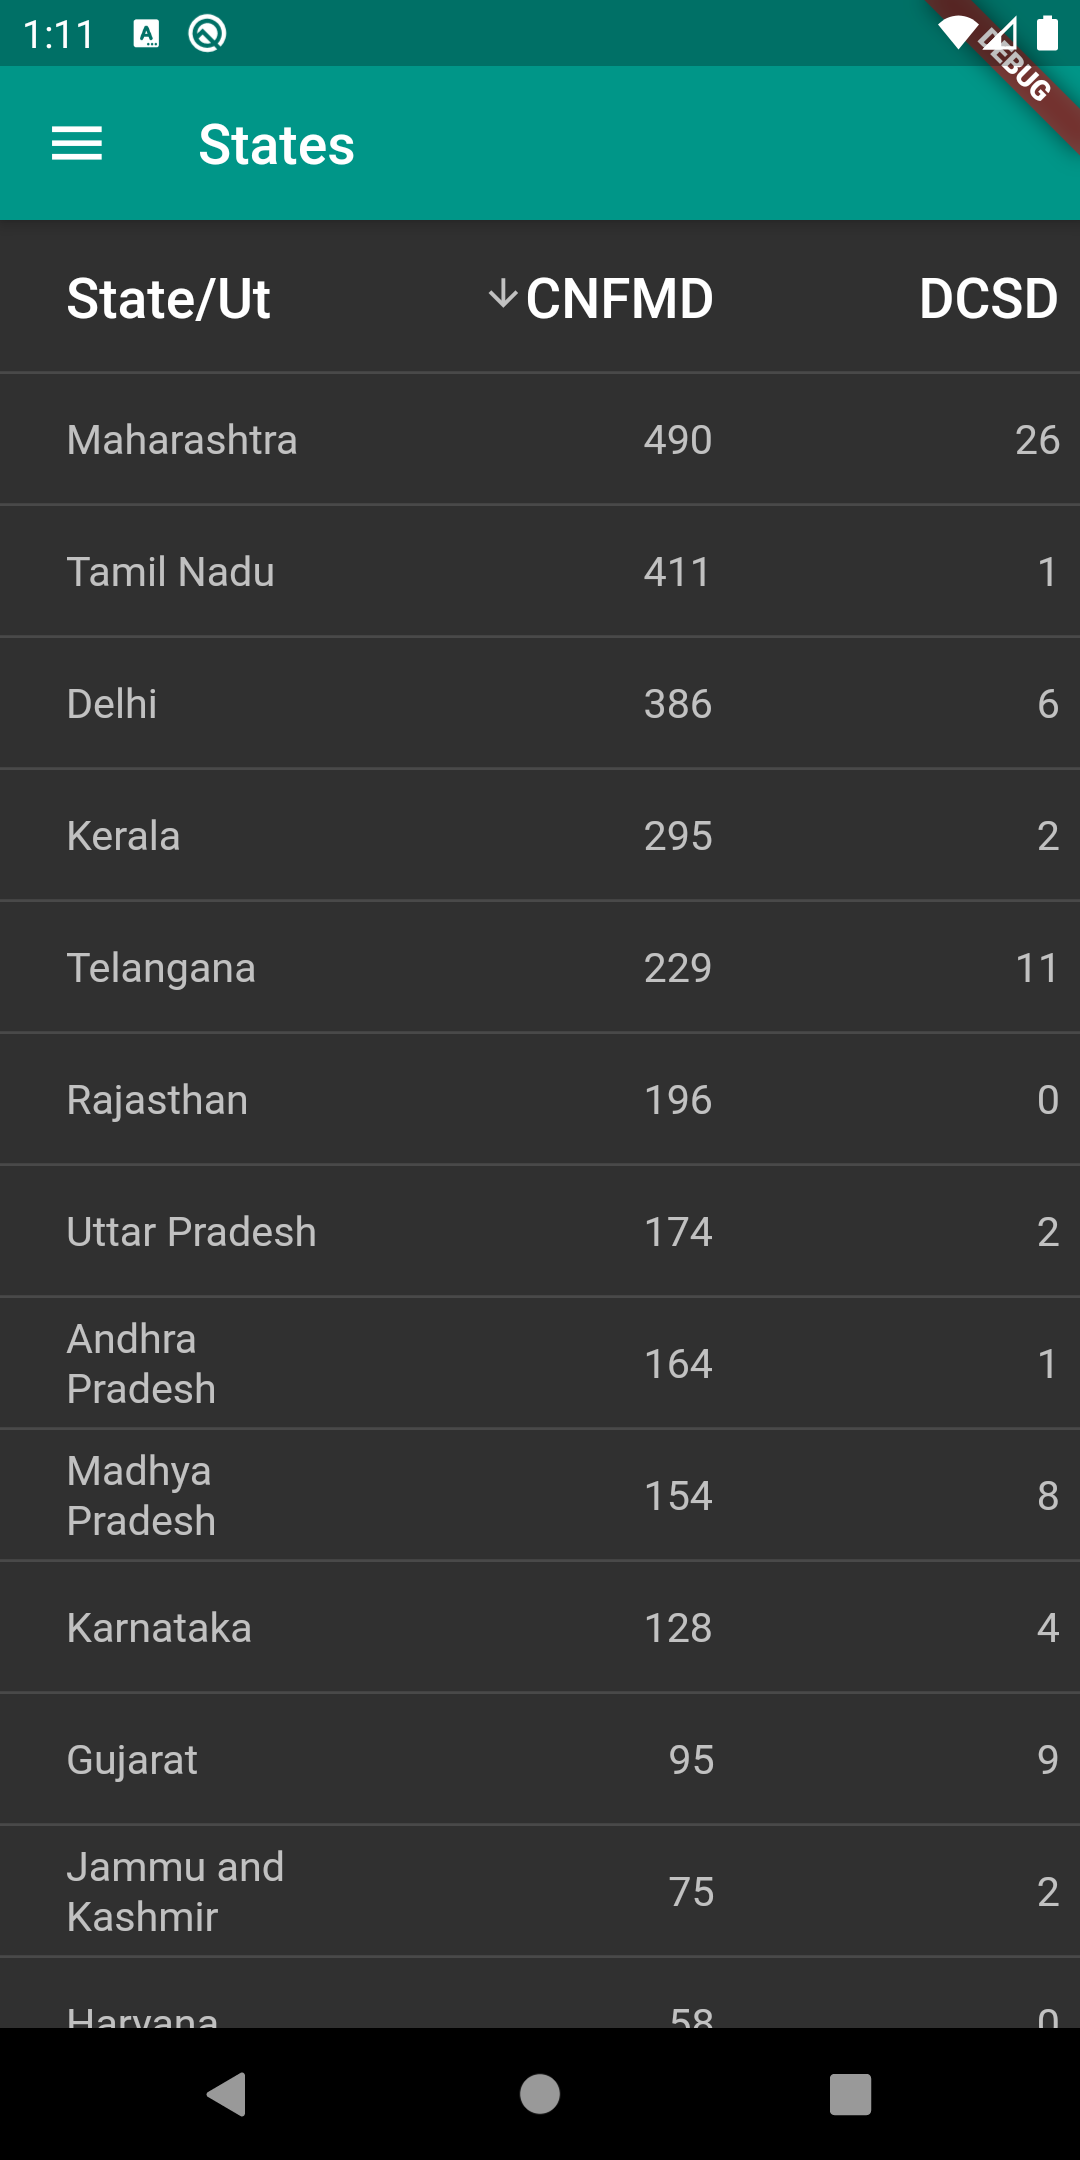 1:11
DEBUG
States
State/Ut CNFMD DCSD
Maharashtra 490 26
Tamil Nadu 411 1
Delhi 386 6
Kerala 295 2
Telangana 229 11
Rajasthan 196 0
Uttar Pradesh 174 2
Andhra
Pradesh 164 1
Madhya
Pradesh 154 8
Karnataka 128 4
Gujarat 95 9
Jammu and
Kashmir 75 2
Haryana 58 0